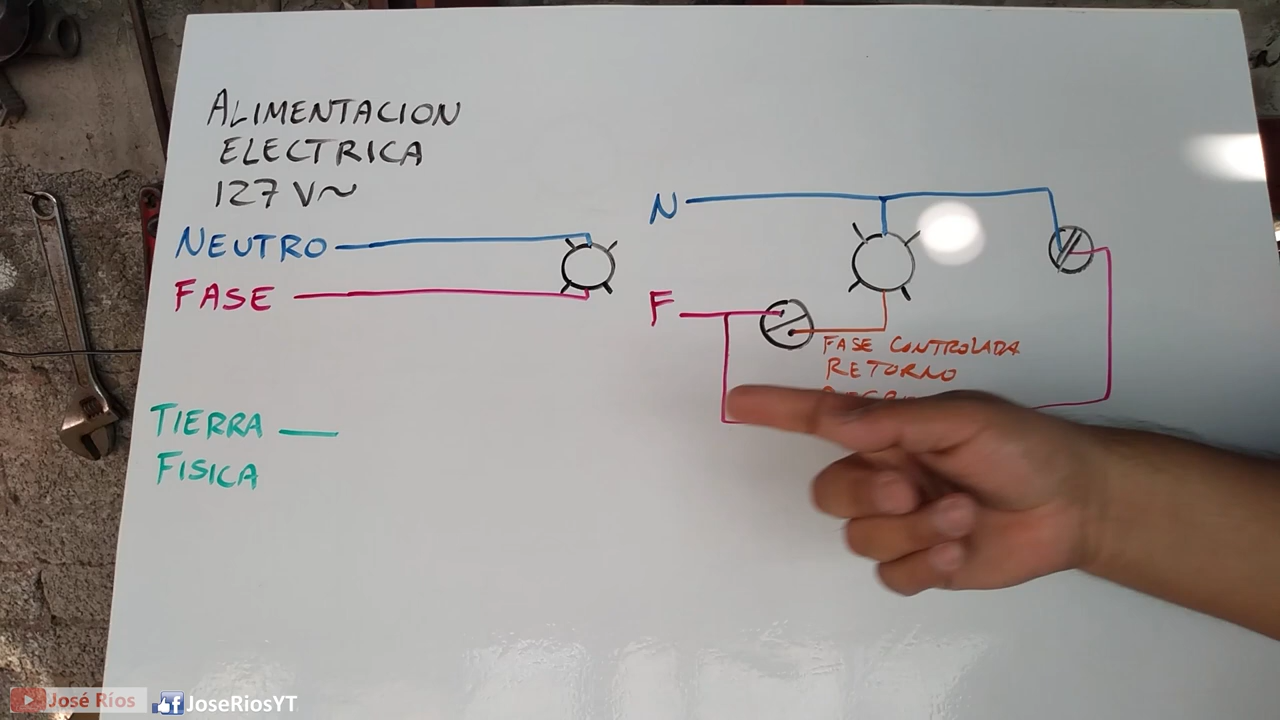 ALIMENTACION
ELECTRICA
127 V~
NEUTRO
FASE
TIERRA
FISICA
N
F
FASE CONTROLADA
RETORNO
José Ríos
JoseRiosYT